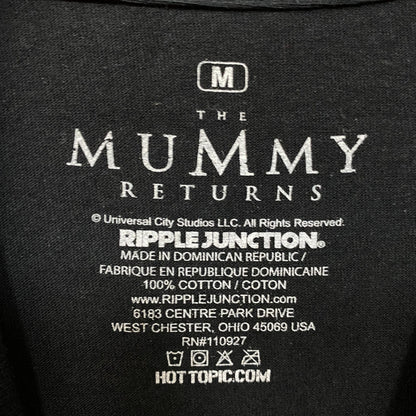 M
THE
MUMMY
RETURNS
© Universal City Studios LLC. All Rights Reserved.
RIPPLE JUNCTION®
MADE IN DOMINICAN REPUBLIC /
FABRIQUE EN REPUBLIQUE DOMINICAINE
100% COTTON / COTON
www.RIPPLEJUNCTION.com
6183 CENTRE PARK DRIVE
WEST CHESTER, OHIO 45069 USA
RN#110927
HOT TOPIC.COM